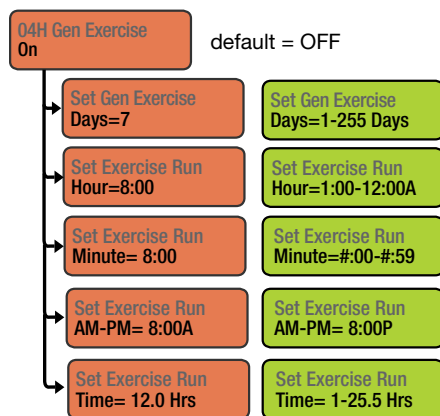 04H Gen Exercise
On
default = OFF
Set Gen Exercise
Days=7
Set Gen Exercise
Days=1-255 Days
Set Exercise Run
Hour=8:00
Set Exercise Run
Hour=1:00-12:00A
Set Exercise Run
Minute= 8:00
Set Exercise Run
Minute=#:00-#:59
Set Exercise Run
AM-PM= 8:00A
Set Exercise Run
AM-PM= 8:00P
Set Exercise Run
Time= 12.0 Hrs
Set Exercise Run
Time= 1-25.5 Hrs